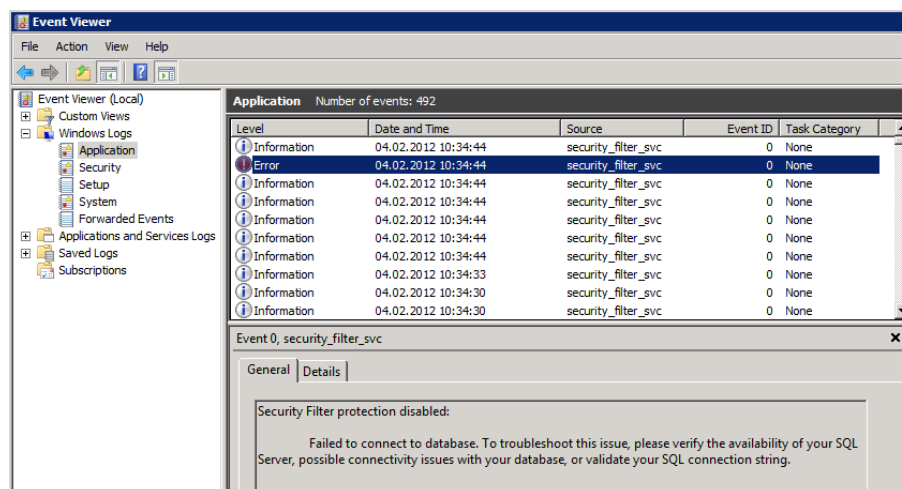 Event Viewer
File Action View Help
Event Viewer (Local)
Custom Views
Windows Logs
Application
Security
Setup
System
Forwarded Events
Applications and Services Logs
Saved Logs
Subscriptions
Application Number of events: 492
Level Date and Time Source Event ID Task Category
Information 04.02.2012 10:34:44 security_filter_svc 0 None
Error 04.02.2012 10:34:44 security_filter_svc 0 None
Information 04.02.2012 10:34:44 security_filter_svc 0 None
Information 04.02.2012 10:34:44 security_filter_svc 0 None
Information 04.02.2012 10:34:44 security_filter_svc 0 None
Information 04.02.2012 10:34:44 security_filter_svc 0 None
Information 04.02.2012 10:34:44 security_filter_svc 0 None
Information 04.02.2012 10:34:33 security_filter_svc 0 None
Information 04.02.2012 10:34:30 security_filter_svc 0 None
Information 04.02.2012 10:34:30 security_filter_svc 0 None
Event 0, security_filter_svc
General Details
Security Filter protection disabled:
Failed to connect to database. To troubleshoot this issue, please verify the availability of your SQL
Server, possible connectivity issues with your database, or validate your SQL connection string.